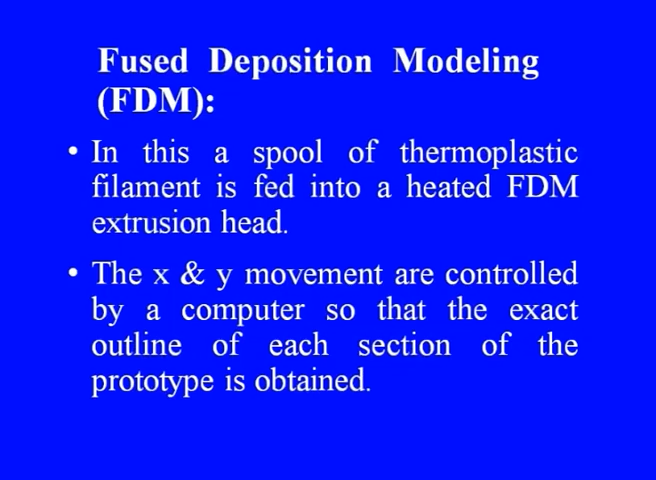 Fused Deposition Modeling
(FDM):
• In this a spool of thermoplastic
filament is fed into a heated FDM
extrusion head.
• The x & y movement are controlled
by a computer so that the exact
outline of each section of the
prototype is obtained.